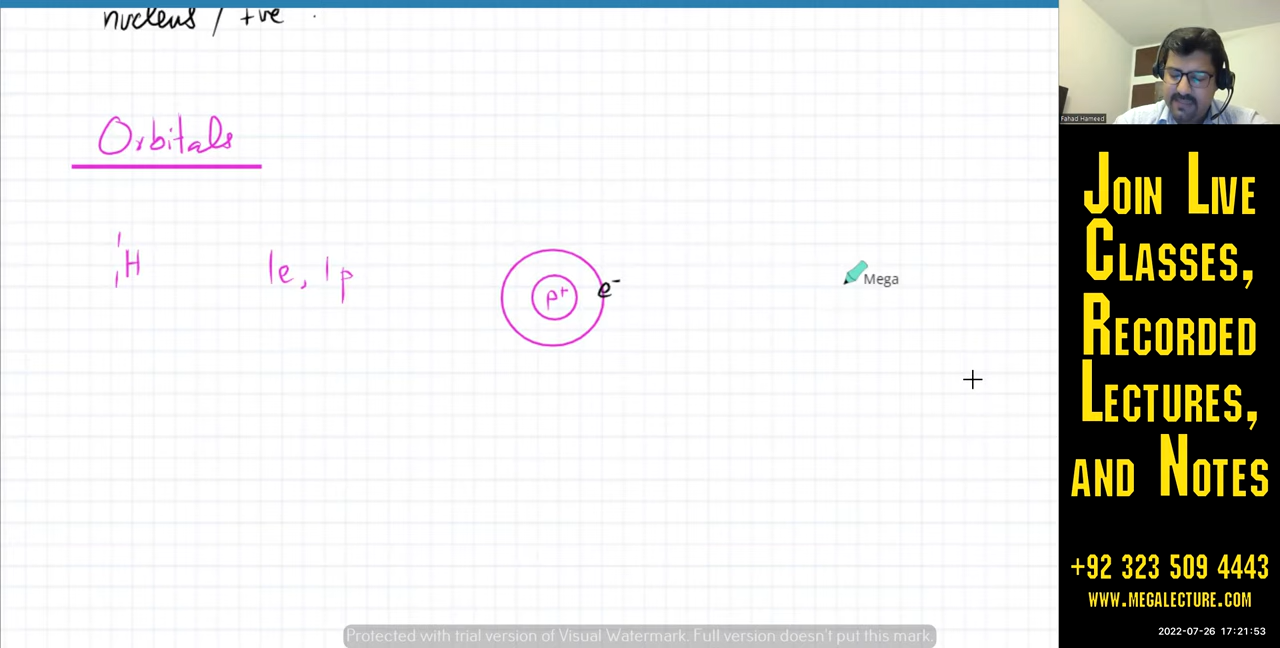 nucleus / +ve .
Orbitals
¹₁H
1e, 1p
p⁺
e⁻
Mega
Fahad Hameed
JOIN LIVE
CLASSES,
RECORDED
LECTURES,
AND NOTES
+92 323 509 4443
WWW.MEGALECTURE.COM
2022-07-26 17:21:53
Protected with trial version of Visual Watermark. Full version doesn't put this mark.